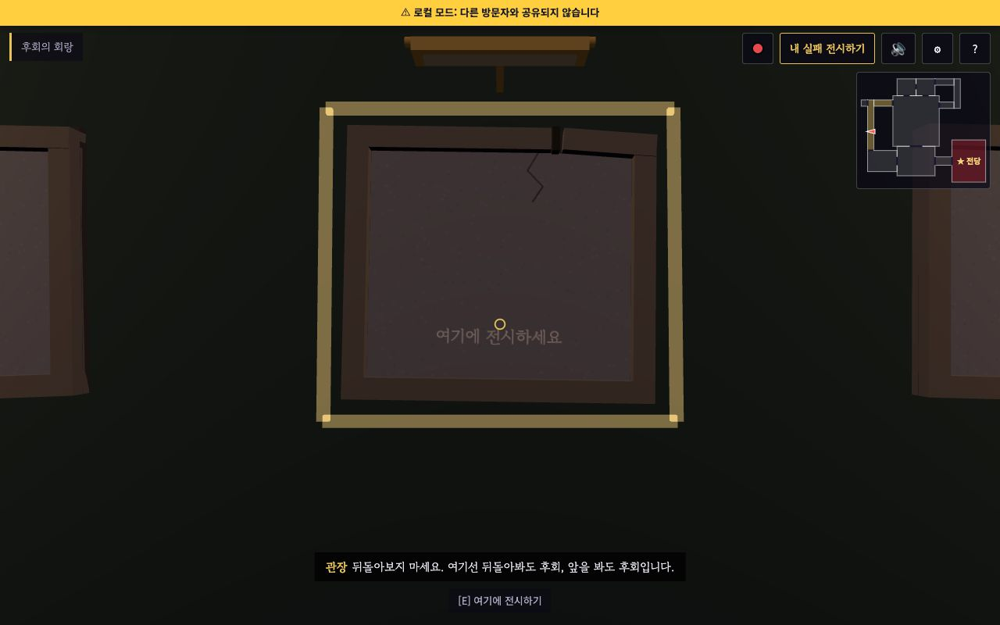 ⚠ 로컬 모드: 다른 방문자와 공유되지 않습니다
후회의 회랑
내 실패 전시하기
?
★ 전당
여기에 전시하세요
관장 뒤돌아보지 마세요. 여기선 뒤돌아봐도 후회, 앞을 봐도 후회입니다.
[E] 여기에 전시하기